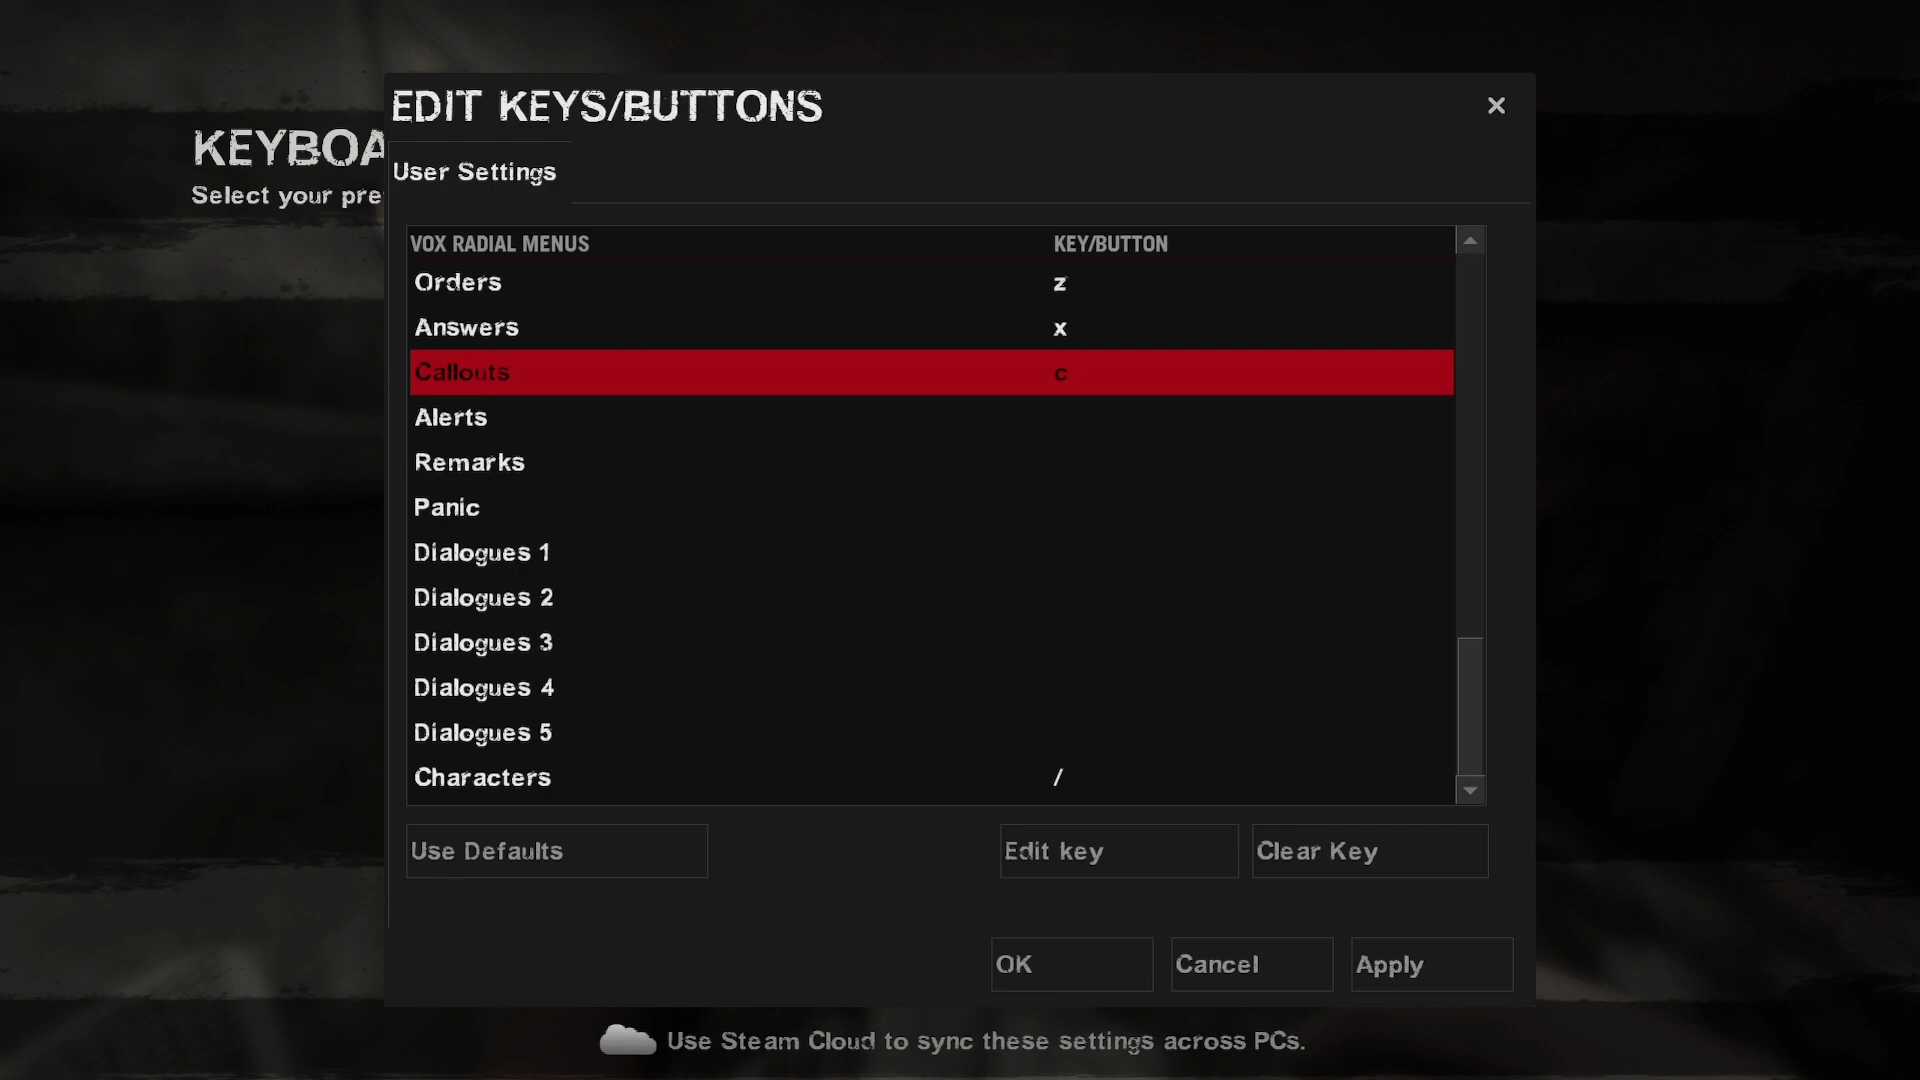 EDIT KEYS/BUTTONS
KEYBOA
Select your pre
User Settings
VOX RADIAL MENUS KEY/BUTTON
Orders z
Answers x
Callouts c
Alerts
Remarks
Panic
Dialogues 1
Dialogues 2
Dialogues 3
Dialogues 4
Dialogues 5
Characters /
Use Defaults Edit key Clear Key
OK Cancel Apply
Use Steam Cloud to sync these settings across PCs.